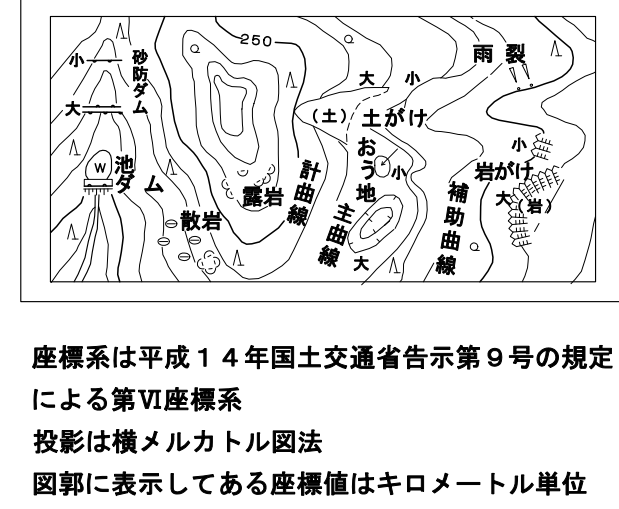 250
雨裂
小
砂防ダム
大
大 小
(土) 土がけ
小
池
W
ダム
おう地
小
岩がけ
大 (岩)
露岩
計曲線
主曲線
大
補助曲線
散岩
座標系は平成14年国土交通省告示第9号の規定
による第Ⅵ座標系
投影は横メルカトル図法
図郭に表示してある座標値はキロメートル単位